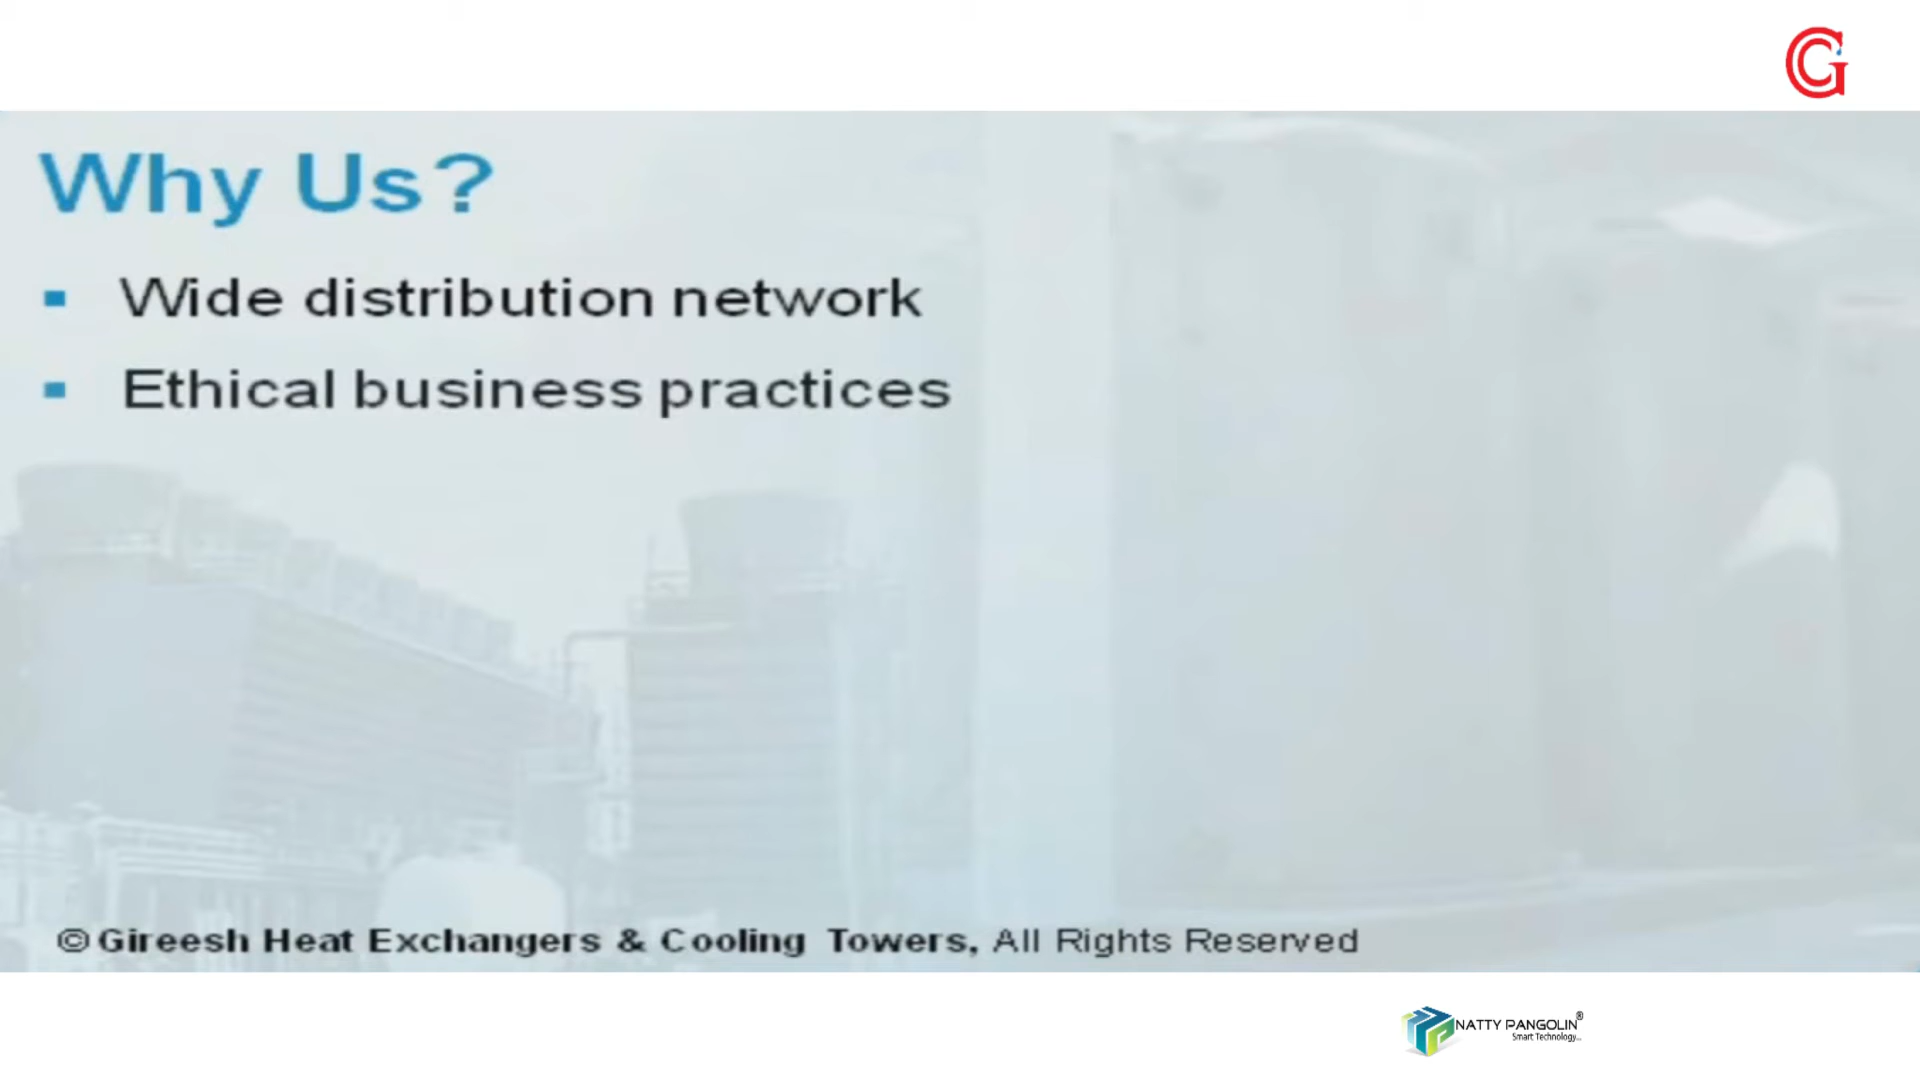 G
Why Us?
▪ Wide distribution network
▪ Ethical business practices
© Gireesh Heat Exchangers & Cooling Towers, All Rights Reserved
NATTY PANGOLIN®
Smart Technology...